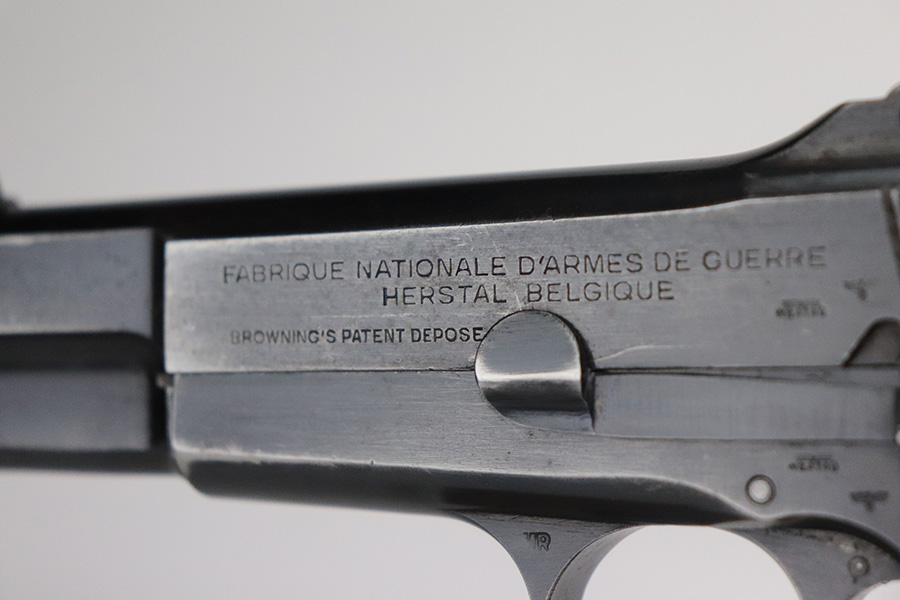 FABRIQUE NATIONALE D'ARMES DE GUERRE
HERSTAL BELGIQUE
BROWNING'S PATENT DEPOSE